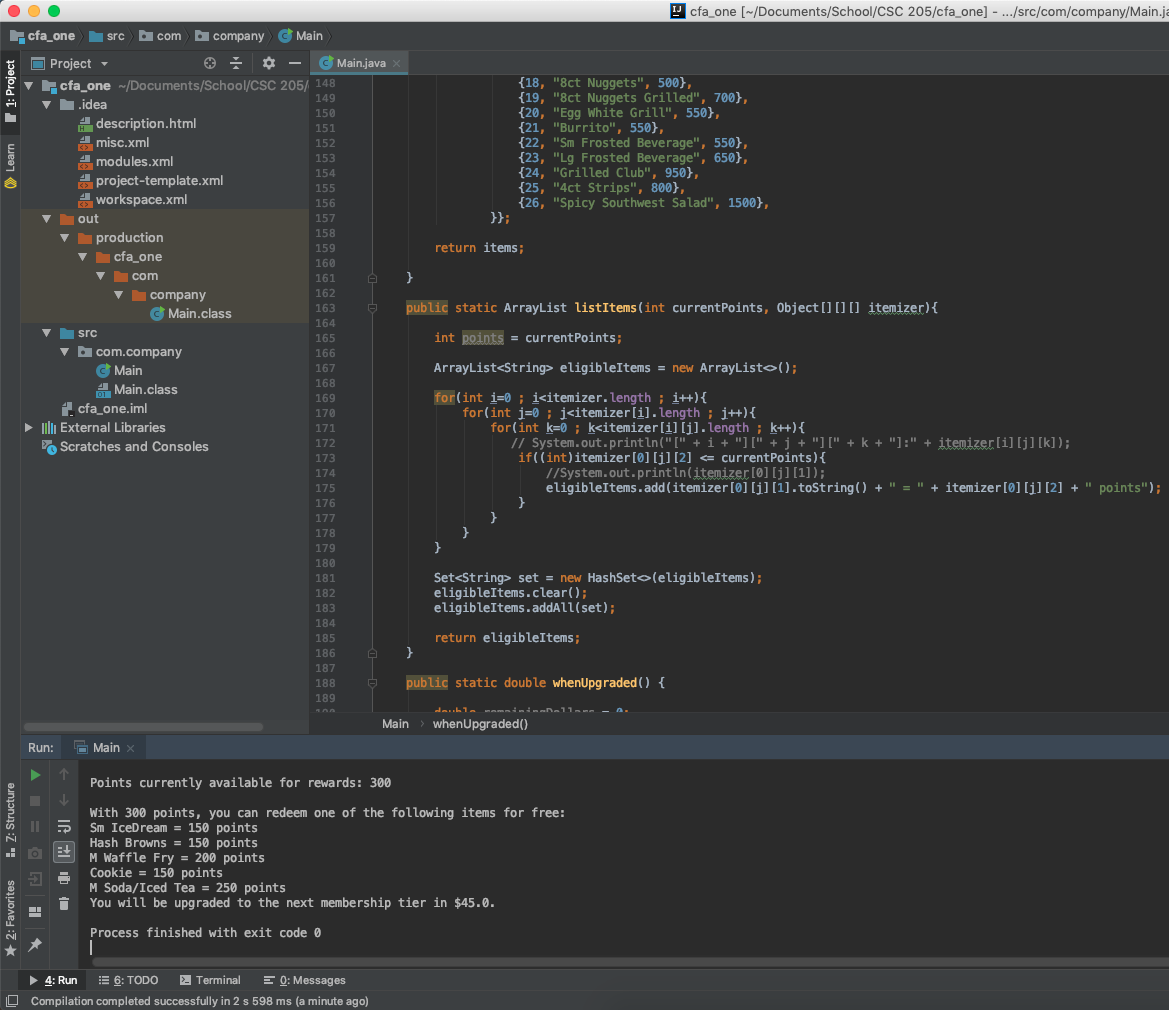 cfa_one [~/Documents/School/CSC 205/cfa_one] - .../src/com/company/Main.ja
cfa_one src com company Main
1: Project
Learn
Project
cfa_one ~/Documents/School/CSC 205/
.idea
description.html
misc.xml
modules.xml
project-template.xml
workspace.xml
out
production
cfa_one
com
company
Main.class
src
com.company
Main
Main.class
cfa_one.iml
External Libraries
Scratches and Consoles
Main.java
148 {18, "8ct Nuggets", 500},
149 {19, "8ct Nuggets Grilled", 700},
150 {20, "Egg White Grill", 550},
151 {21, "Burrito", 550},
152 {22, "Sm Frosted Beverage", 550},
153 {23, "Lg Frosted Beverage", 650},
154 {24, "Grilled Club", 950},
155 {25, "4ct Strips", 800},
156 {26, "Spicy Southwest Salad", 1500},
157 }};
158
159 return items;
160
161 }
162
163 public static ArrayList listItems(int currentPoints, Object[][][] itemizer){
164
165 int points = currentPoints;
166
167 ArrayList<String> eligibleItems = new ArrayList<>();
168
169 for(int i=0 ; i<itemizer.length ; i++){
170 for(int j=0 ; j<itemizer[i].length ; j++){
171 for(int k=0 ; k<itemizer[i][j].length ; k++){
172 // System.out.println("[" + i + "][" + j + "][" + k + "]:" + itemizer[i][j][k]);
173 if((int)itemizer[0][j][2] <= currentPoints){
174 //System.out.println(itemizer[0][j][1]);
175 eligibleItems.add(itemizer[0][j][1].toString() + " = " + itemizer[0][j][2] + " points");
176 }
177 }
178 }
179 }
180
181 Set<String> set = new HashSet<>(eligibleItems);
182 eligibleItems.clear();
183 eligibleItems.addAll(set);
184
185 return eligibleItems;
186 }
187
188 public static double whenUpgraded() {
189
190 double remainingDollars = 0;
Main › whenUpgraded()
Run: Main
Z: Structure
2: Favorites
Points currently available for rewards: 300
With 300 points, you can redeem one of the following items for free:
Sm IceDream = 150 points
Hash Browns = 150 points
M Waffle Fry = 200 points
Cookie = 150 points
M Soda/Iced Tea = 250 points
You will be upgraded to the next membership tier in $45.0.
Process finished with exit code 0
4: Run 6: TODO Terminal 0: Messages
Compilation completed successfully in 2 s 598 ms (a minute ago)